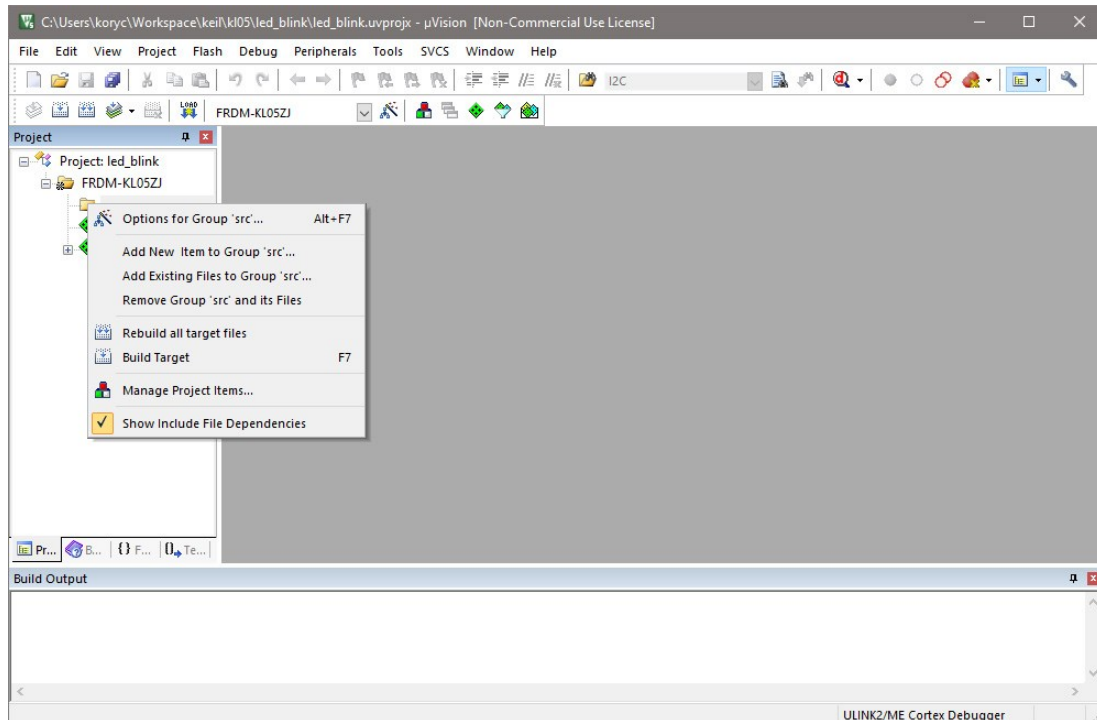 C:\Users\koryc\Workspace\keil\kl05\led_blink\led_blink.uvprojx - µVision [Non-Commercial Use License]
File Edit View Project Flash Debug Peripherals Tools SVCS Window Help
I2C
LOAD FRDM-KL05ZJ
Project
Project: led_blink
FRDM-KL05ZJ
Options for Group 'src'... Alt+F7
Add New Item to Group 'src'...
Add Existing Files to Group 'src'...
Remove Group 'src' and its Files
Rebuild all target files
Build Target F7
Manage Project Items...
Show Include File Dependencies
Pr... B... {} F... 0 Te...
Build Output
ULINK2/ME Cortex Debugger